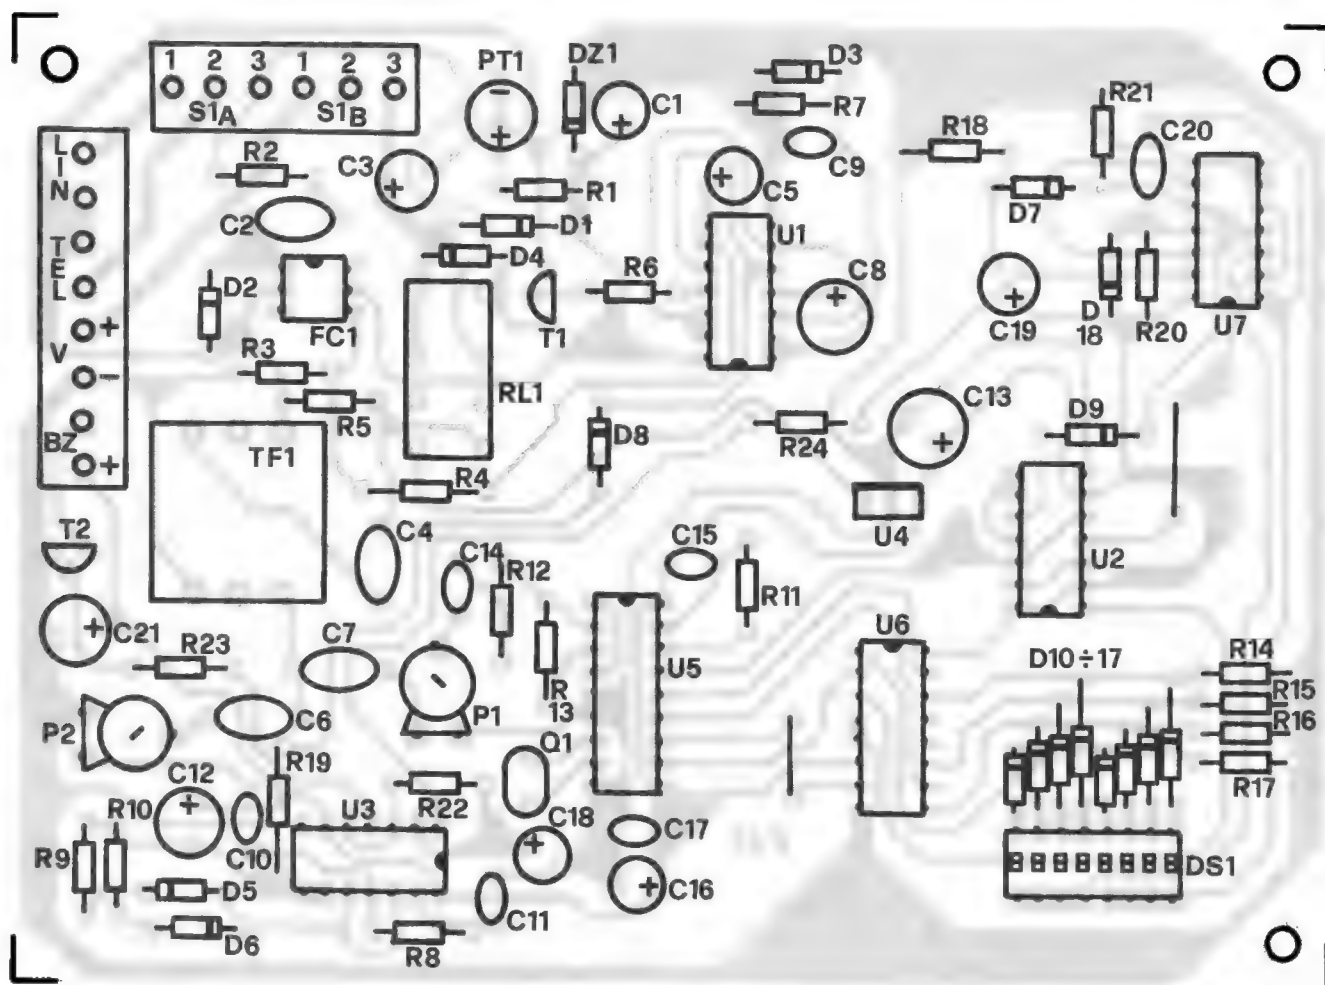 1 2 3 1 2 3
S1A S1B
PT1
DZ1
C1
D3
R7
C9
R18
R21
C20
LIN
TEL
V
+
-
BZ
+
R2
C3
R1
C5
D7
C2
D1
U1
D4
R6
C8
D2
FC1
T1
C19
D18
R20
U7
R3
R5
RL1
D8
R24
C13
D9
TF1
R4
U4
T2
C4
C14
R12
C15
R11
U2
C21
R23
C7
U5
U6
D10÷17
R14
R15
R16
R17
P2
C6
P1
R13
Q1
C12
R19
R10
U3
R22
C18
C17
R9
C10
D5
C16
DS1
D6
C11
R8